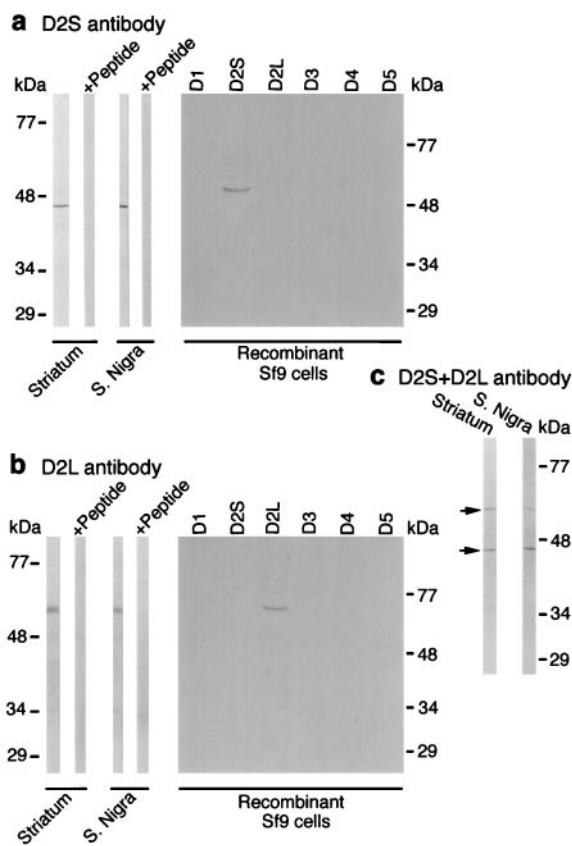 a D2S antibody
kDa +Peptide +Peptide D1 D2S D2L D3 D4 D5 kDa
77 77
48 48
34 34
29 29
Striatum S. Nigra Recombinant
Sf9 cells
c D2S+D2L antibody
Striatum S. Nigra kDa
77
48
34
29
b D2L antibody
kDa +Peptide +Peptide D1 D2S D2L D3 D4 D5 kDa
77 77
48 48
34 34
29 29
Striatum S. Nigra Recombinant
Sf9 cells